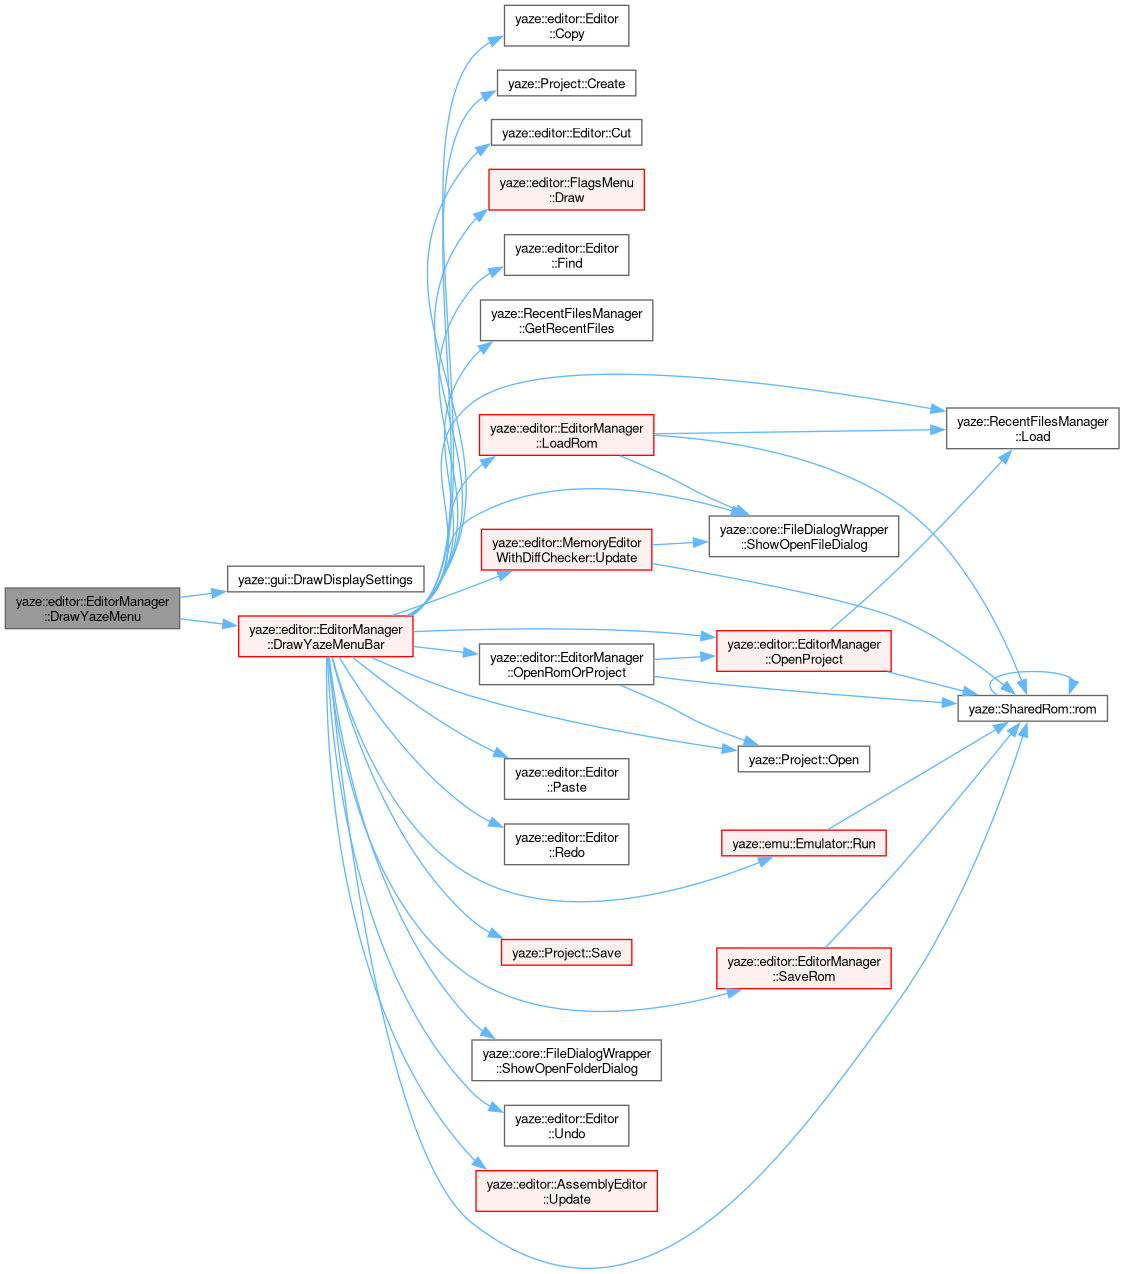 yaze::editor::Editor
::Copy
yaze::Project::Create
yaze::editor::Editor::Cut
yaze::editor::FlagsMenu
::Draw
yaze::editor::Editor
::Find
yaze::RecentFilesManager
::GetRecentFiles
yaze::editor::EditorManager
::LoadRom
yaze::RecentFilesManager
::Load
yaze::core::FileDialogWrapper
::ShowOpenFileDialog
yaze::editor::MemoryEditor
WithDiffChecker::Update
yaze::gui::DrawDisplaySettings
yaze::editor::EditorManager
::DrawYazeMenu
yaze::editor::EditorManager
::DrawYazeMenuBar
yaze::editor::EditorManager
::OpenProject
yaze::editor::EditorManager
::OpenRomOrProject
yaze::SharedRom::rom
yaze::Project::Open
yaze::editor::Editor
::Paste
yaze::editor::Editor
::Redo
yaze::emu::Emulator::Run
yaze::Project::Save
yaze::editor::EditorManager
::SaveRom
yaze::core::FileDialogWrapper
::ShowOpenFolderDialog
yaze::editor::Editor
::Undo
yaze::editor::AssemblyEditor
::Update